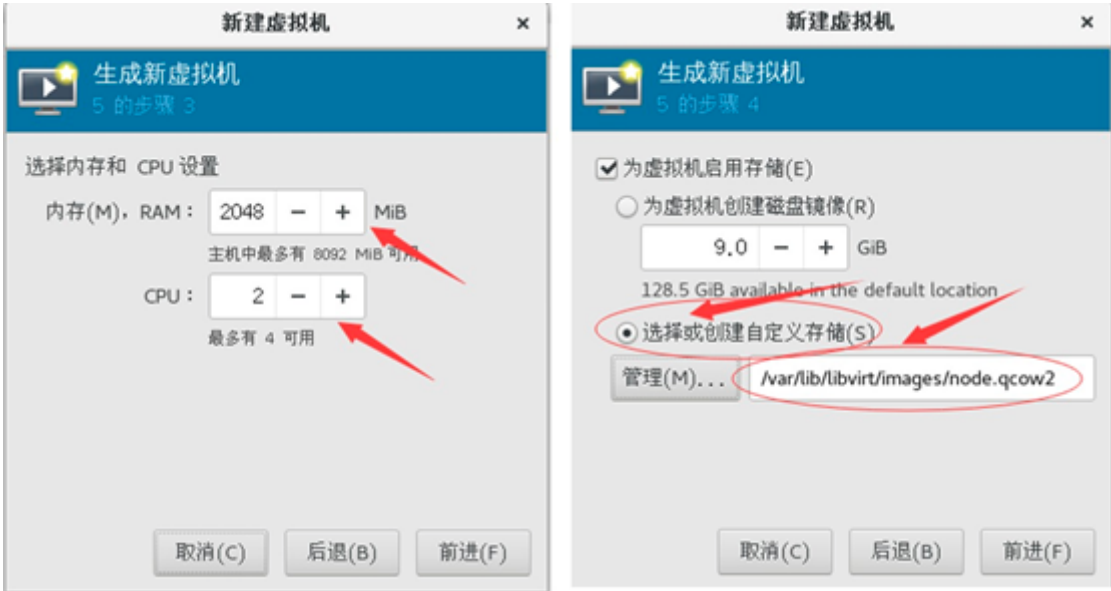 新建虚拟机 ×
生成新虚拟机
5 的步骤 3
选择内存和 CPU 设置
内存(M), RAM: 2048 − + MiB
主机中最多有 8092 MiB 可用
CPU: 2 − +
最多有 4 可用
取消(C) 后退(B) 前进(F)
新建虚拟机 ×
生成新虚拟机
5 的步骤 4
为虚拟机启用存储(E)
为虚拟机创建磁盘镜像(R)
9.0 − + GiB
128.5 GiB available in the default location
选择或创建自定义存储(S)
管理(M)... /var/lib/libvirt/images/node.qcow2
取消(C) 后退(B) 前进(F)